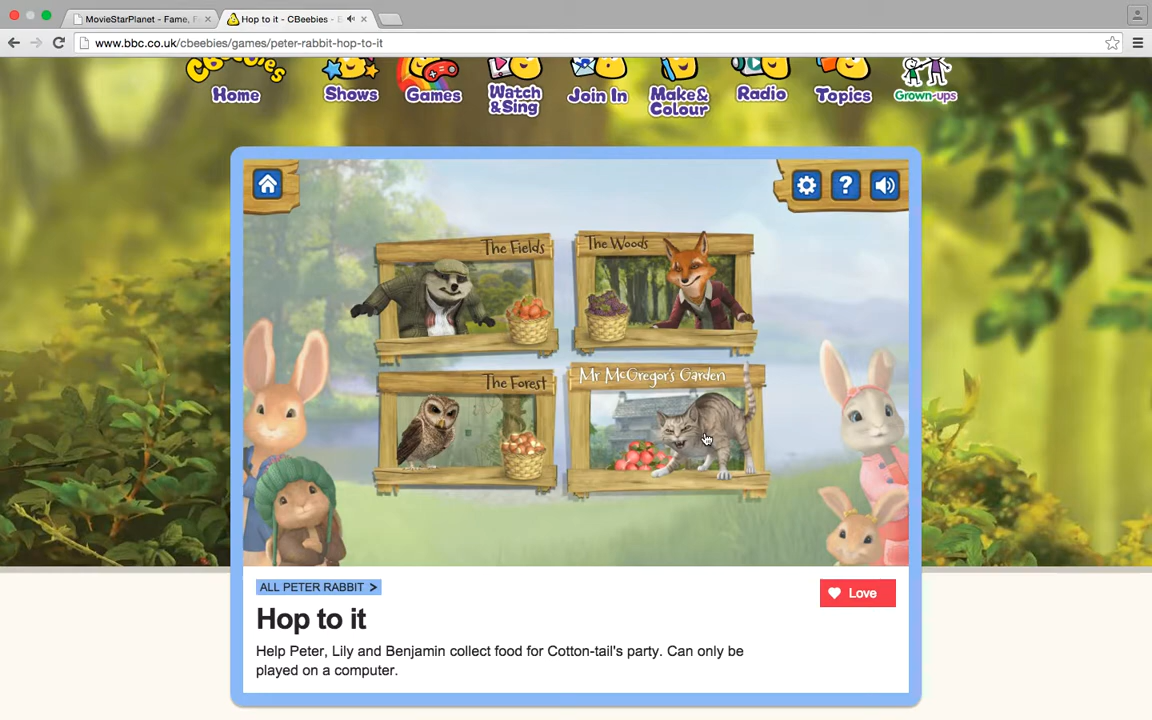 MovieStarPlanet - Fame, F
Hop to it - CBeebies - B
www.bbc.co.uk/cbeebies/games/peter-rabbit-hop-to-it
CBeebies
Home
Shows
Games
Watch
&Sing
Join In
Make&
Colour
Radio
Topics
Grown-ups
?
The Fields
The Woods
The Forest
Mr McGregor's Garden
ALL PETER RABBIT >
Love
Hop to it
Help Peter, Lily and Benjamin collect food for Cotton-tail's party. Can only be
played on a computer.